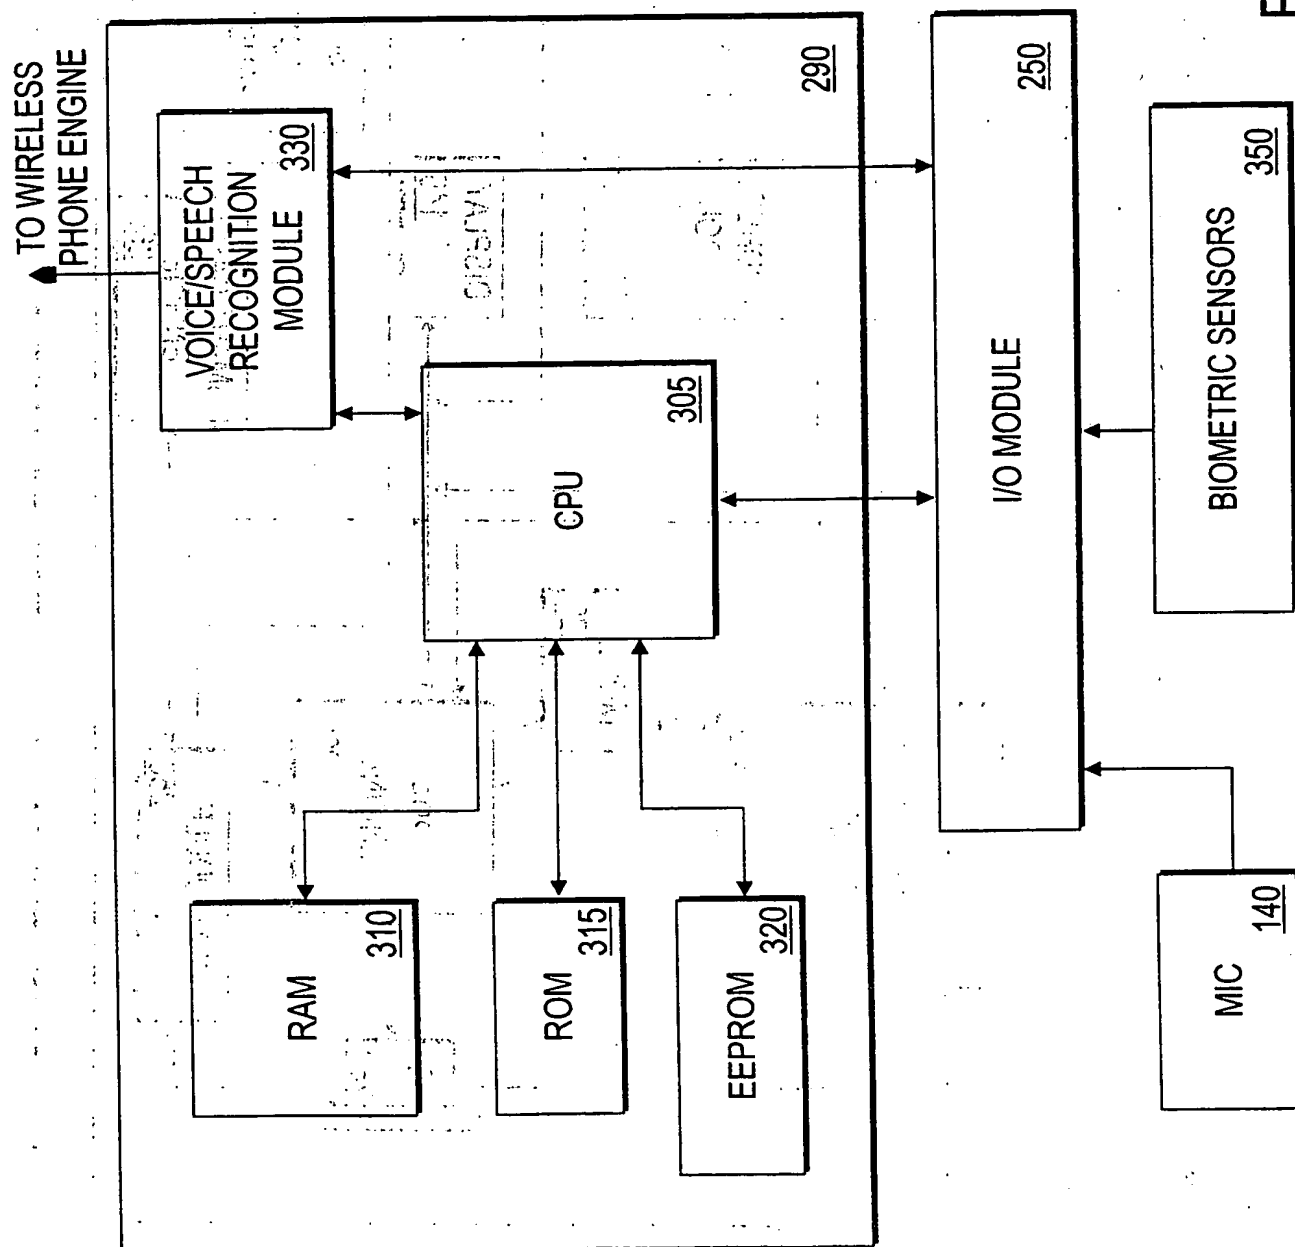 TO WIRELESS
PHONE ENGINE
VOICE/SPEECH
RECOGNITION
MODULE
330
290
RAM
310
ROM
315
EEPROM
320
CPU
305
I/O MODULE
250
MIC
140
BIOMETRIC SENSORS
350